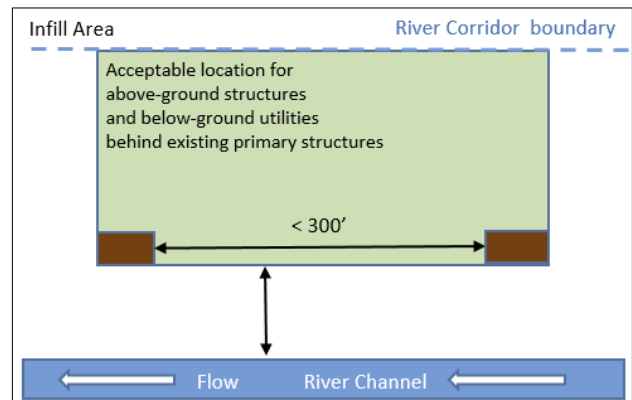 Infill Area
River Corridor boundary
Acceptable location for
above-ground structures
and below-ground utilities
behind existing primary structures
< 300’
Flow
River Channel